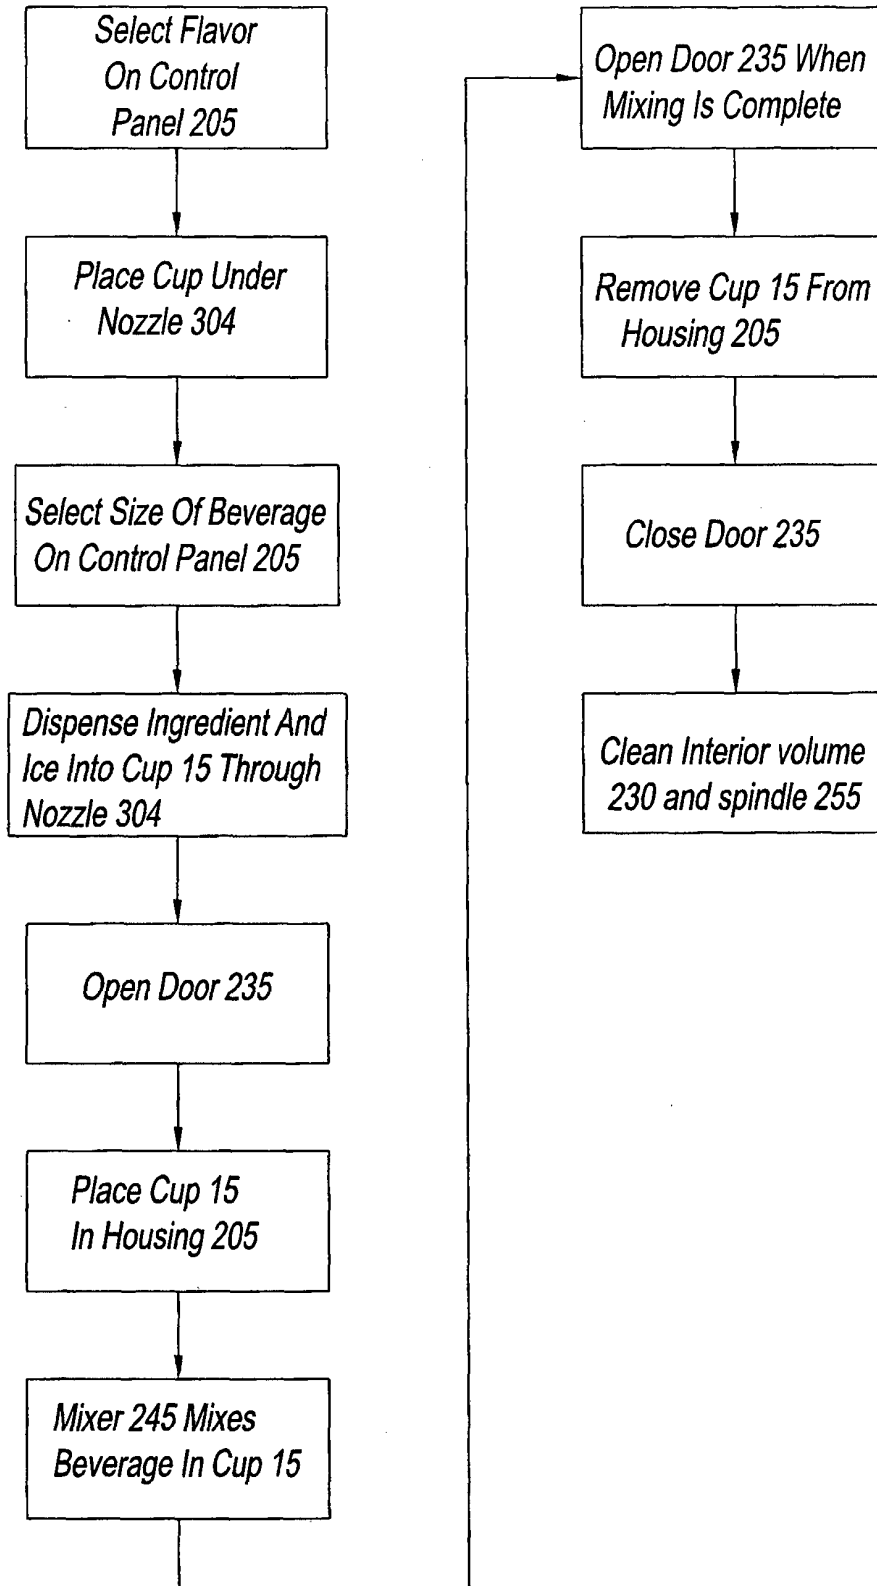 Select Flavor
On Control
Panel 205
Place Cup Under
Nozzle 304
Select Size Of Beverage
On Control Panel 205
Dispense Ingredient And
Ice Into Cup 15 Through
Nozzle 304
Open Door 235
Place Cup 15
In Housing 205
Mixer 245 Mixes
Beverage In Cup 15
Open Door 235 When
Mixing Is Complete
Remove Cup 15 From
Housing 205
Close Door 235
Clean Interior volume
230 and spindle 255